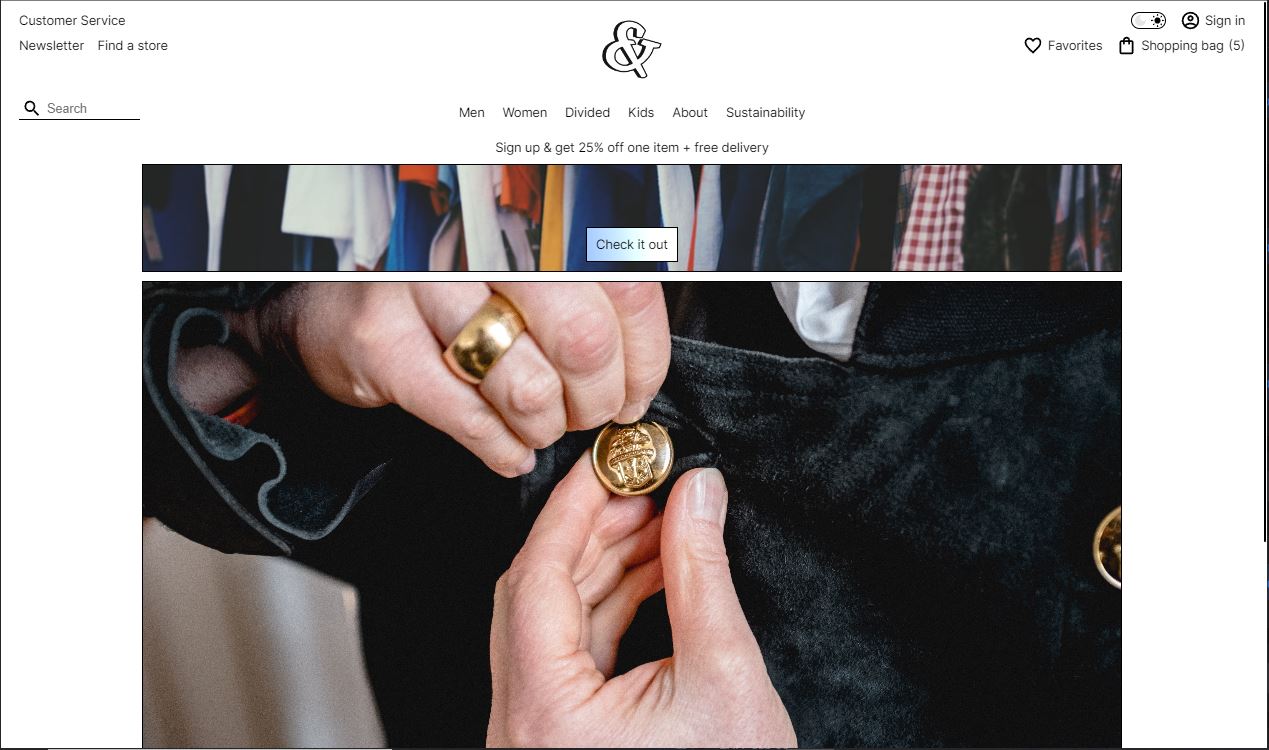 Customer Service
Sign in
Newsletter Find a store
&
Favorites Shopping bag (5)
Search
Men Women Divided Kids About Sustainability
Sign up & get 25% off one item + free delivery
Check it out